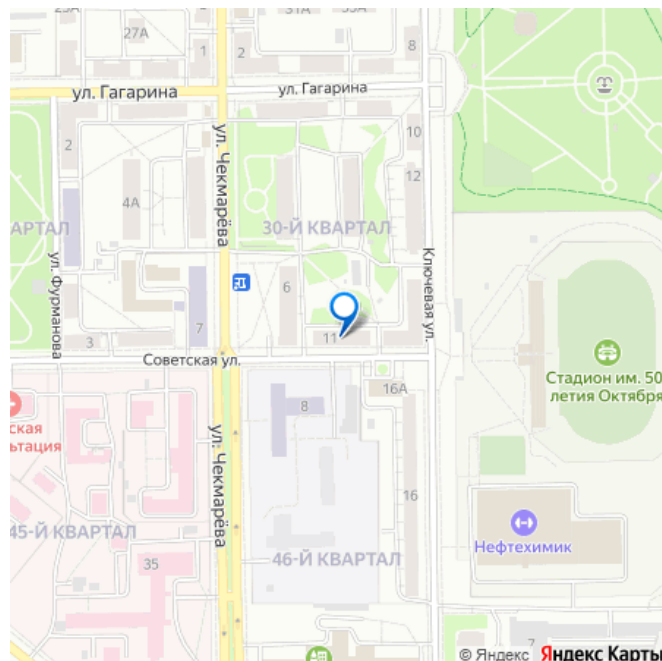 31А
33А
27А
1
2
8
ул. Гагарина
ул. Гагарина
2
4А
ул. Чекмарёва
10
12
АРТАЛ
30-Й КВАРТАЛ
ул. Фурманова
Ключевая ул.
6
7
3
11
Советская ул.
16А
Стадион им. 50-
летия Октября
ская
ьтация
8
ул. Чекмарёва
16
Нефтехимик
45-Й КВАРТАЛ
46-Й КВАРТАЛ
35
7
© Яндекс Яндекс Карты